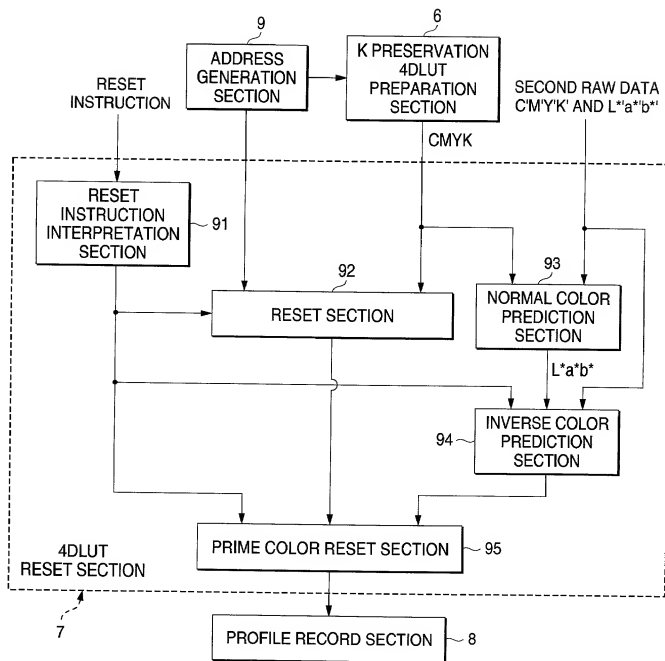 9
6
ADDRESS
GENERATION
SECTION
K PRESERVATION
4DLUT
PREPARATION
SECTION
RESET
INSTRUCTION
SECOND RAW DATA
C'M'Y'K' AND L*'a*'b*'
CMYK
RESET
INSTRUCTION
INTERPRETATION
SECTION
91
92
93
RESET SECTION
NORMAL COLOR
PREDICTION
SECTION
L*a*b*
94
INVERSE COLOR
PREDICTION
SECTION
PRIME COLOR RESET SECTION
95
4DLUT
RESET SECTION
7
PROFILE RECORD SECTION
8